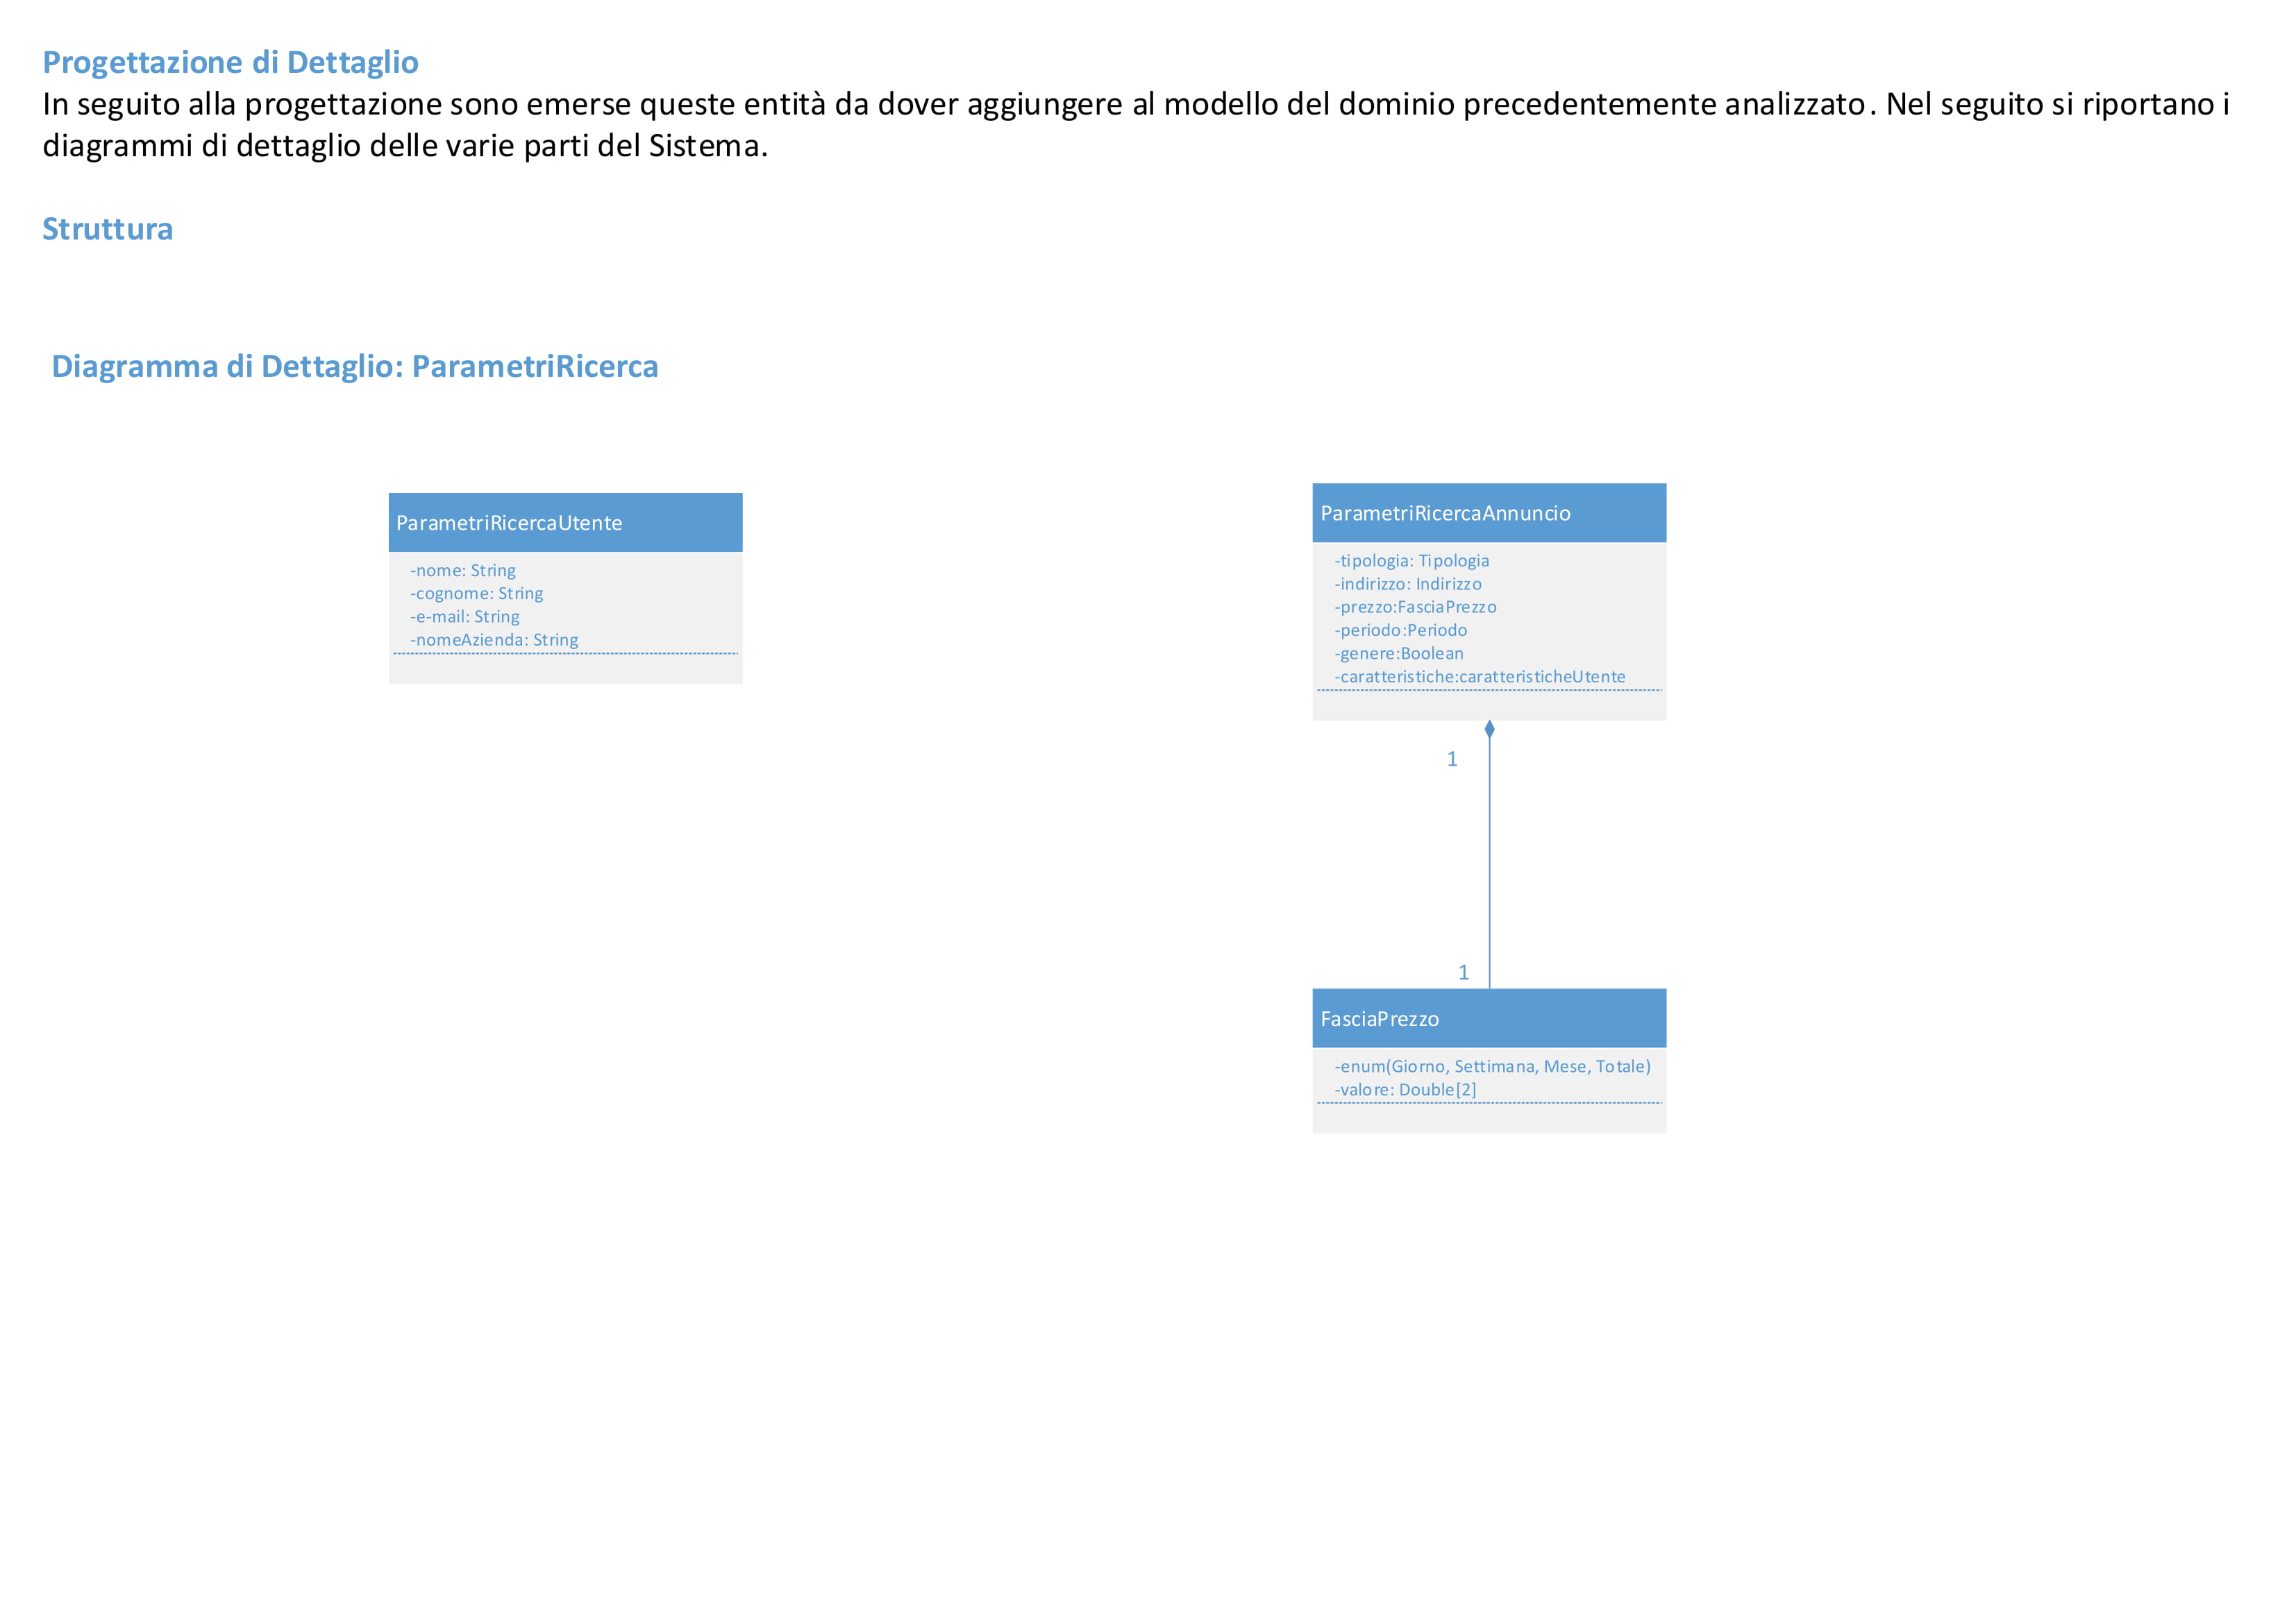 Progettazione di Dettaglio
In seguito alla progettazione sono emerse queste entità da dover aggiungere al modello del dominio precedentemente analizzato. Nel seguito si riportano i
diagrammi di dettaglio delle varie parti del Sistema.
Struttura
Diagramma di Dettaglio: ParametriRicerca
ParametriRicercaUtente
-nome: String
-cognome: String
-e-mail: String
-nomeAzienda: String
ParametriRicercaAnnuncio
-tipologia: Tipologia
-indirizzo: Indirizzo
-prezzo:FasciaPrezzo
-periodo:Periodo
-genere:Boolean
-caratteristiche:caratteristicheUtente
1
1
FasciaPrezzo
-enum(Giorno, Settimana, Mese, Totale)
-valore: Double[2]